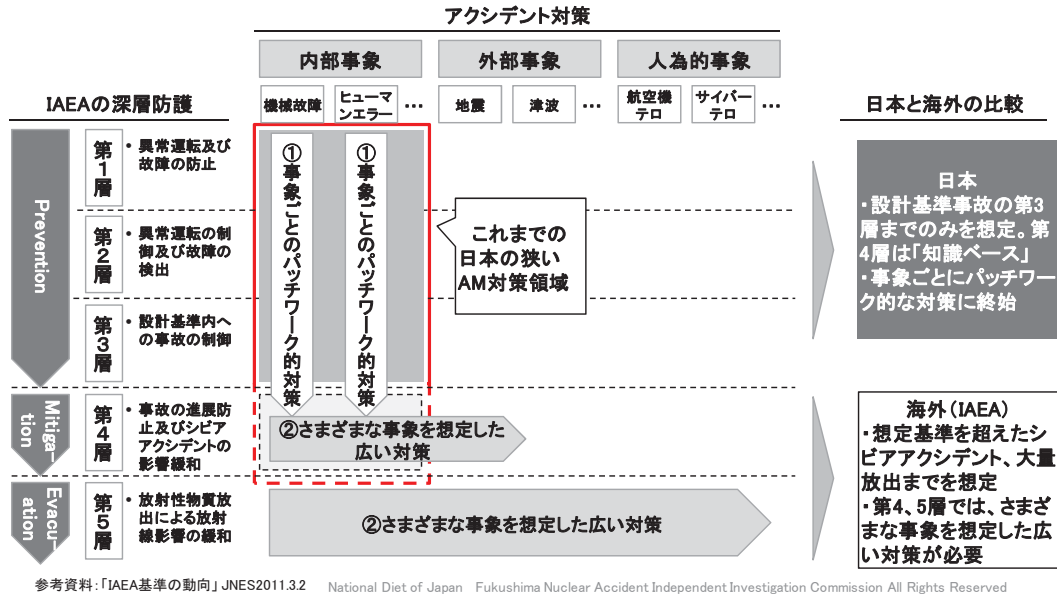 アクシデント対策
内部事象
外部事象
人為的事象
IAEAの深層防護
機械故障
ヒューマ
ンエラー
…
地震
津波
…
航空機
テロ
サイバー
テロ
…
日本と海外の比較
Prevention
第1層
・異常運転及び
故障の防止
第2層
・異常運転の制
御及び故障の
検出
第3層
・設計基準内へ
の事故の制御
①事象ごとのパッチワーク的対策
①事象ごとのパッチワーク的対策
これまでの
日本の狭い
AM対策領域
日本
・設計基準事故の第3
層までのみを想定。第
4層は「知識ベース」
・事象ごとにパッチワー
ク的な対策に終始
Mitiga-
tion
第4層
・事故の進展防
止及びシビア
アクシデントの
影響緩和
②さまざまな事象を想定した
広い対策
Evacu-
ation
第5層
・放射性物質放
出による放射
線影響の緩和
②さまざまな事象を想定した広い対策
海外(IAEA)
・想定基準を超えたシ
ビアアクシデント、大量
放出までを想定
・第4、5層では、さまざ
まな事象を想定した広
い対策が必要
参考資料:「IAEA基準の動向」JNES2011.3.2
National Diet of Japan Fukushima Nuclear Accident Independent Investigation Commission All Rights Reserved